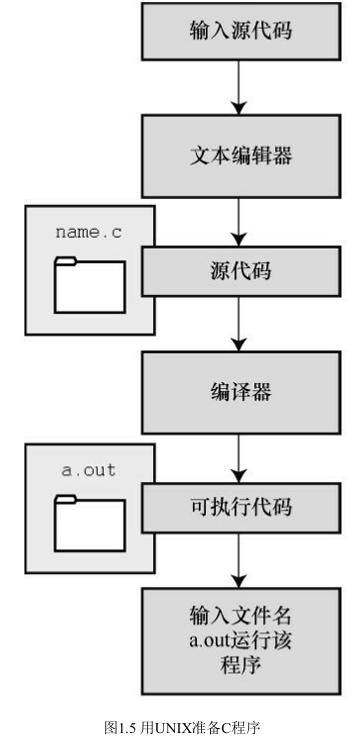 输入源代码
文本编辑器
name.c
源代码
编译器
a.out
可执行代码
输入文件名
a.out运行该
程序
图1.5 用UNIX准备C程序